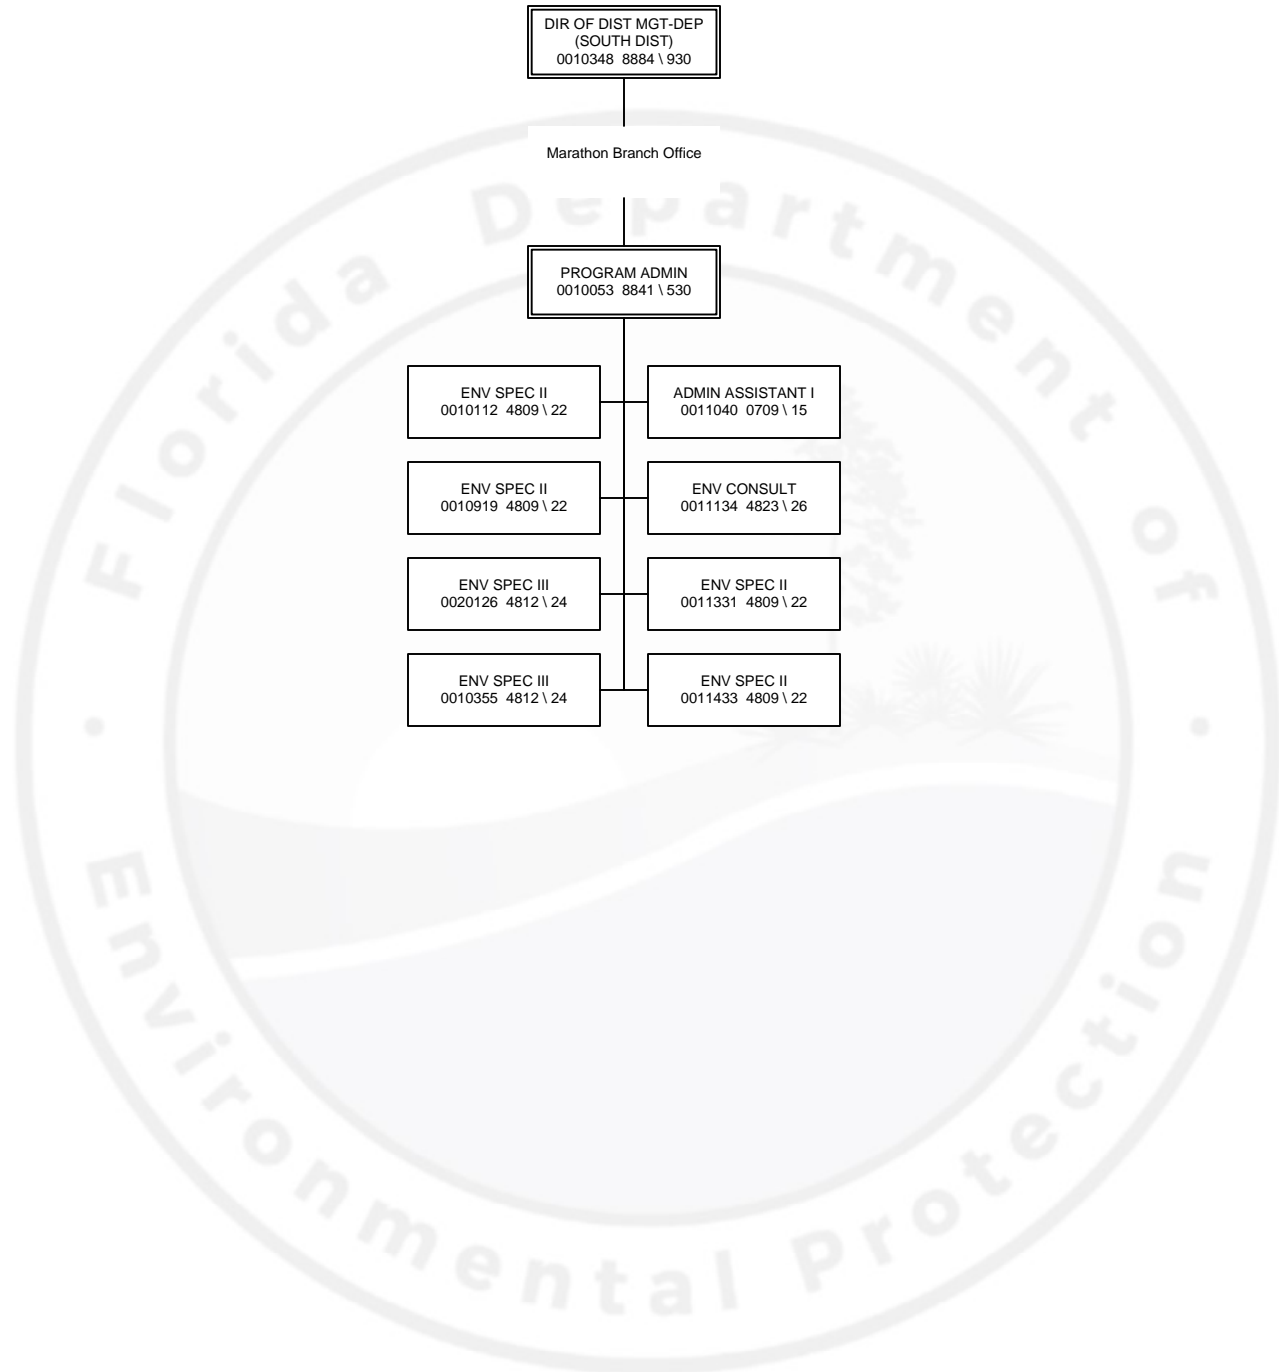 DIR OF DIST MGT-DEP
(SOUTH DIST)
0010348 8884 \ 930
Marathon Branch Office
PROGRAM ADMIN
0010053 8841 \ 530
ENV SPEC II
0010112 4809 \ 22
ADMIN ASSISTANT I
0011040 0709 \ 15
ENV SPEC II
0010919 4809 \ 22
ENV CONSULT
0011134 4823 \ 26
ENV SPEC III
0020126 4812 \ 24
ENV SPEC II
0011331 4809 \ 22
ENV SPEC III
0010355 4812 \ 24
ENV SPEC II
0011433 4809 \ 22
Florida Department of
Environmental Protection